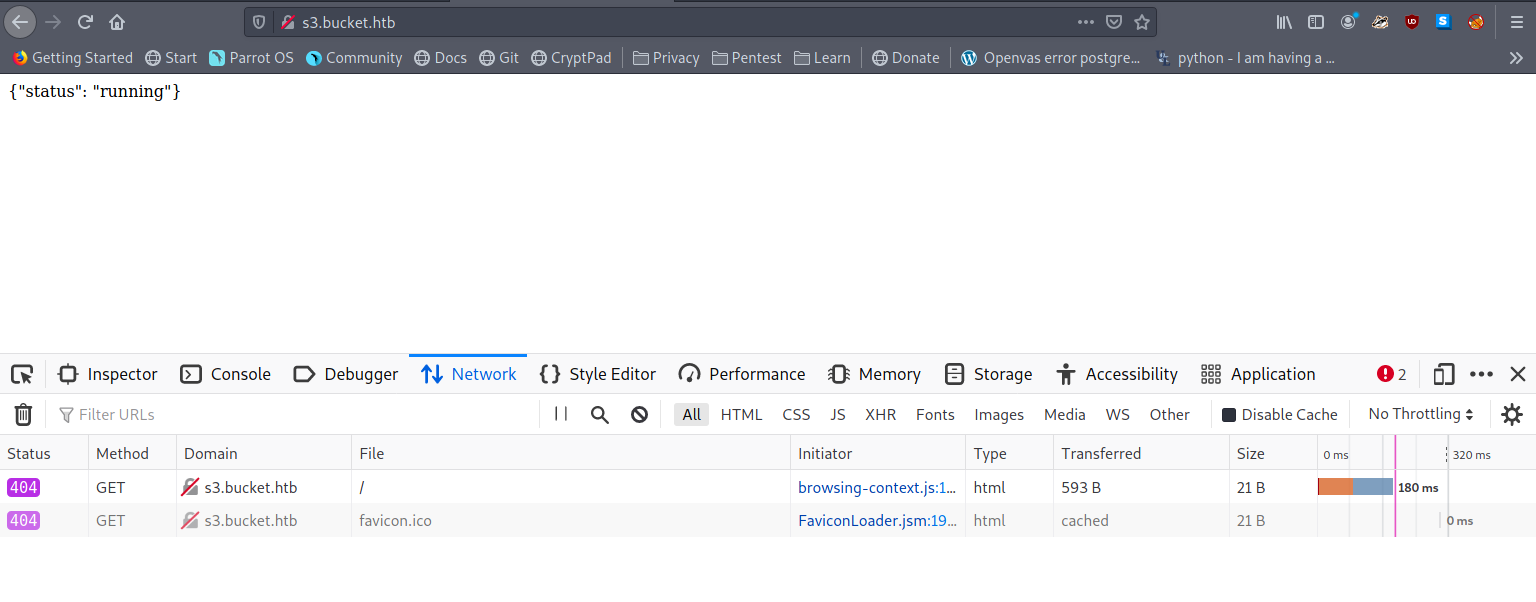 s3.bucket.htb
Getting Started Start Parrot OS Community Docs Git CryptPad Privacy Pentest Learn Donate Openvas error postgre... python - I am having a ...
{"status": "running"}
Inspector Console Debugger Network Style Editor Performance Memory Storage Accessibility Application 2
Filter URLs All HTML CSS JS XHR Fonts Images Media WS Other Disable Cache No Throttling
Status Method Domain File Initiator Type Transferred Size 0 ms 320 ms
404 GET s3.bucket.htb / browsing-context.js:1... html 593 B 21 B 180 ms
404 GET s3.bucket.htb favicon.ico FaviconLoader.jsm:19... html cached 21 B 0 ms